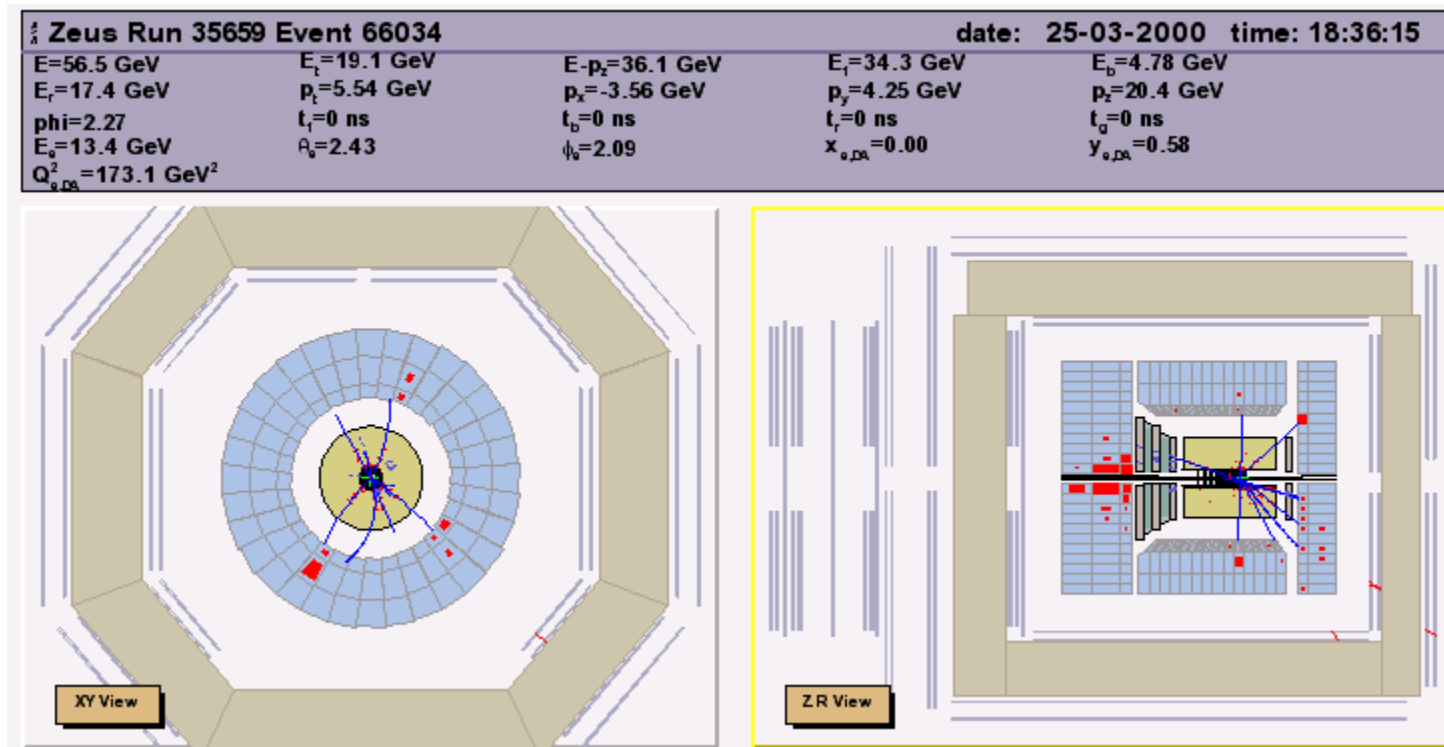 Zeus Run 35659 Event 66034 date: 25-03-2000 time: 18:36:15
E=56.5 GeV Et=19.1 GeV E-pz=36.1 GeV Ef=34.3 GeV Eb=4.78 GeV
Er=17.4 GeV pt=5.54 GeV px=-3.56 GeV py=4.25 GeV pz=20.4 GeV
phi=2.27 tf=0 ns tb=0 ns tr=0 ns tg=0 ns
Ee=13.4 GeV θe=2.43 ϕe=2.09 xe,DA=0.00 ye,DA=0.58
Q²e,DA=173.1 GeV²
XY View
ZR View